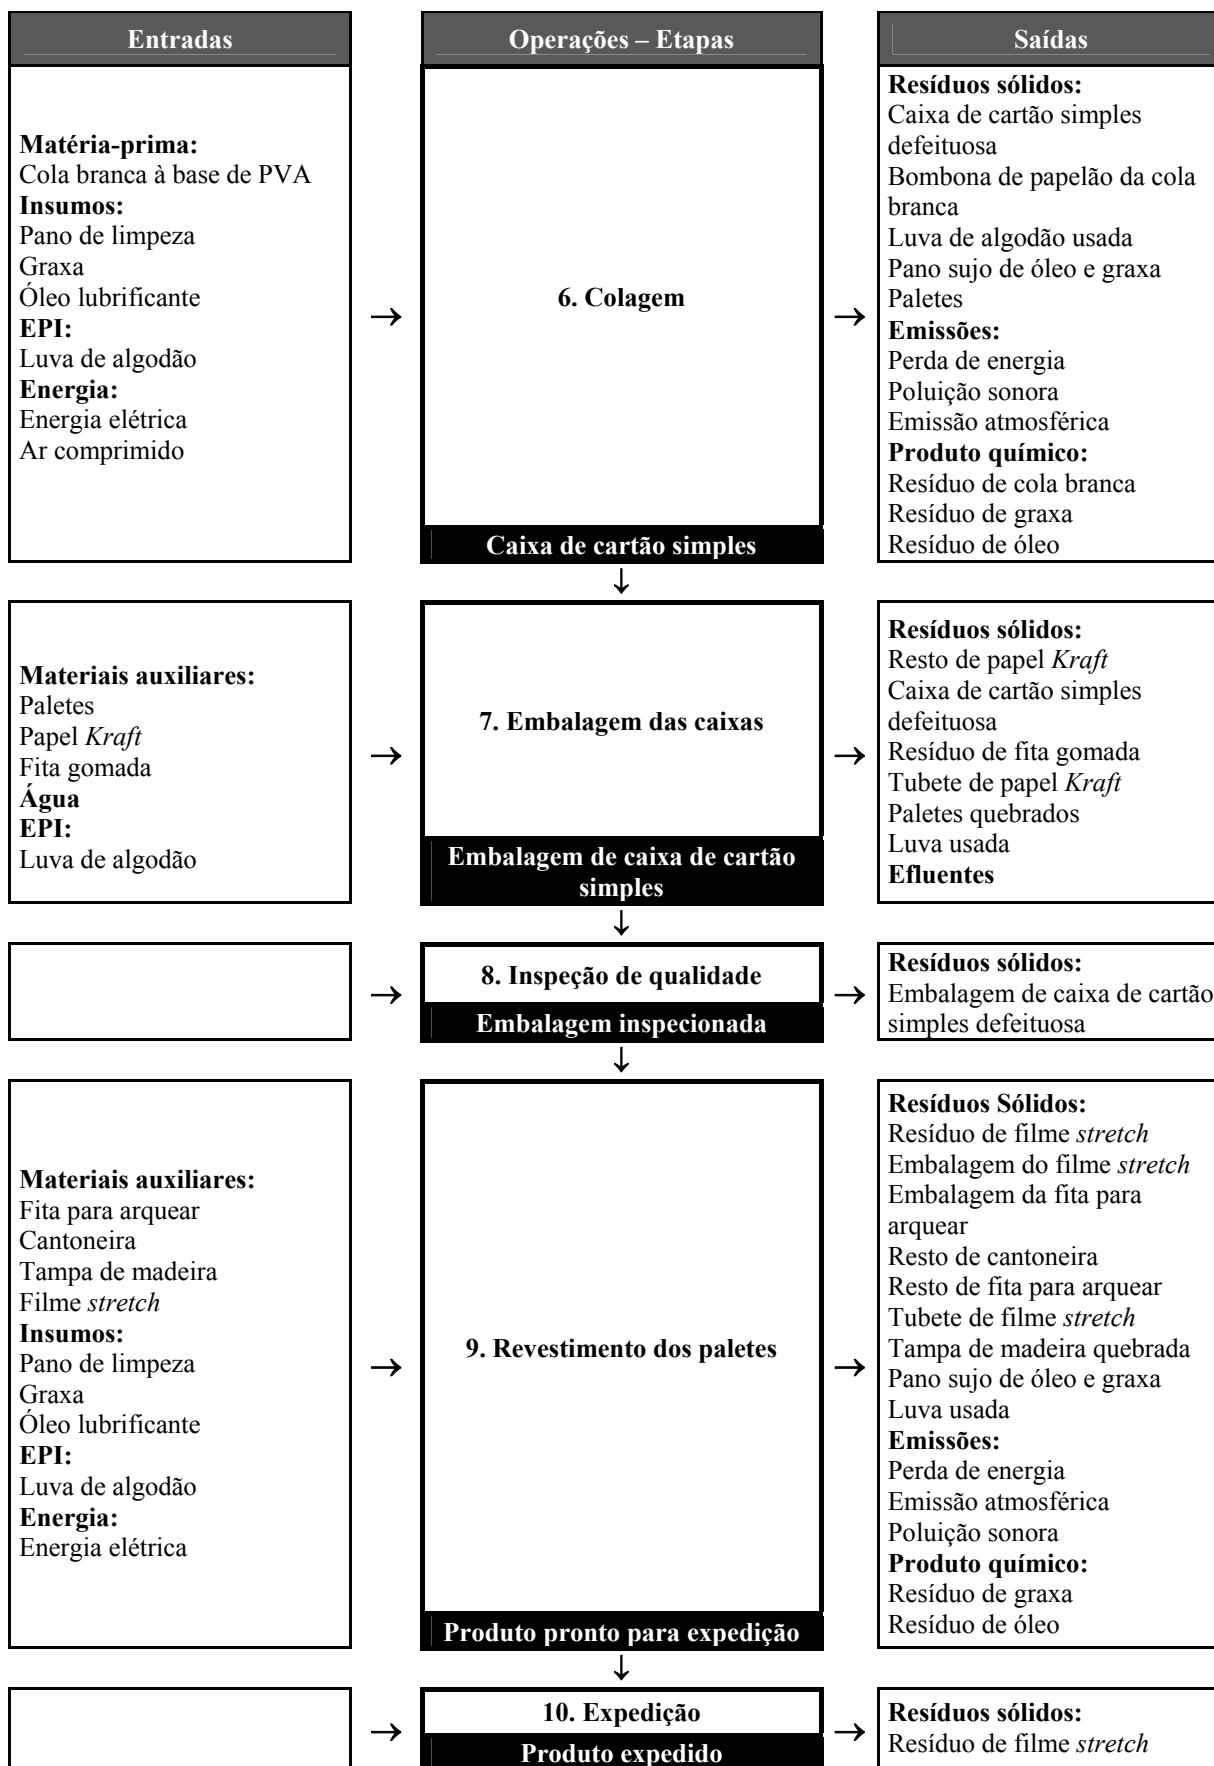 Entradas
Operações – Etapas
Saídas
Matéria-prima:
Cola branca à base de PVA
Insumos:
Pano de limpeza
Graxa
Óleo lubrificante
EPI:
Luva de algodão
Energia:
Energia elétrica
Ar comprimido
→
6. Colagem
Caixa de cartão simples
→
Resíduos sólidos:
Caixa de cartão simples
defeituosa
Bombona de papelão da cola
branca
Luva de algodão usada
Pano sujo de óleo e graxa
Paletes
Emissões:
Perda de energia
Poluição sonora
Emissão atmosférica
Produto químico:
Resíduo de cola branca
Resíduo de graxa
Resíduo de óleo
↓
Materiais auxiliares:
Paletes
Papel Kraft
Fita gomada
Água
EPI:
Luva de algodão
→
7. Embalagem das caixas
Embalagem de caixa de cartão
simples
→
Resíduos sólidos:
Resto de papel Kraft
Caixa de cartão simples
defeituosa
Resíduo de fita gomada
Tubete de papel Kraft
Paletes quebrados
Luva usada
Efluentes
↓
→
8. Inspeção de qualidade
Embalagem inspecionada
→
Resíduos sólidos:
Embalagem de caixa de cartão
simples defeituosa
↓
Materiais auxiliares:
Fita para arquear
Cantoneira
Tampa de madeira
Filme stretch
Insumos:
Pano de limpeza
Graxa
Óleo lubrificante
EPI:
Luva de algodão
Energia:
Energia elétrica
→
9. Revestimento dos paletes
Produto pronto para expedição
→
Resíduos Sólidos:
Resíduo de filme stretch
Embalagem do filme stretch
Embalagem da fita para
arquear
Resto de cantoneira
Resto de fita para arquear
Tubete de filme stretch
Tampa de madeira quebrada
Pano sujo de óleo e graxa
Luva usada
Emissões:
Perda de energia
Emissão atmosférica
Poluição sonora
Produto químico:
Resíduo de graxa
Resíduo de óleo
↓
→
10. Expedição
Produto expedido
→
Resíduos sólidos:
Resíduo de filme stretch